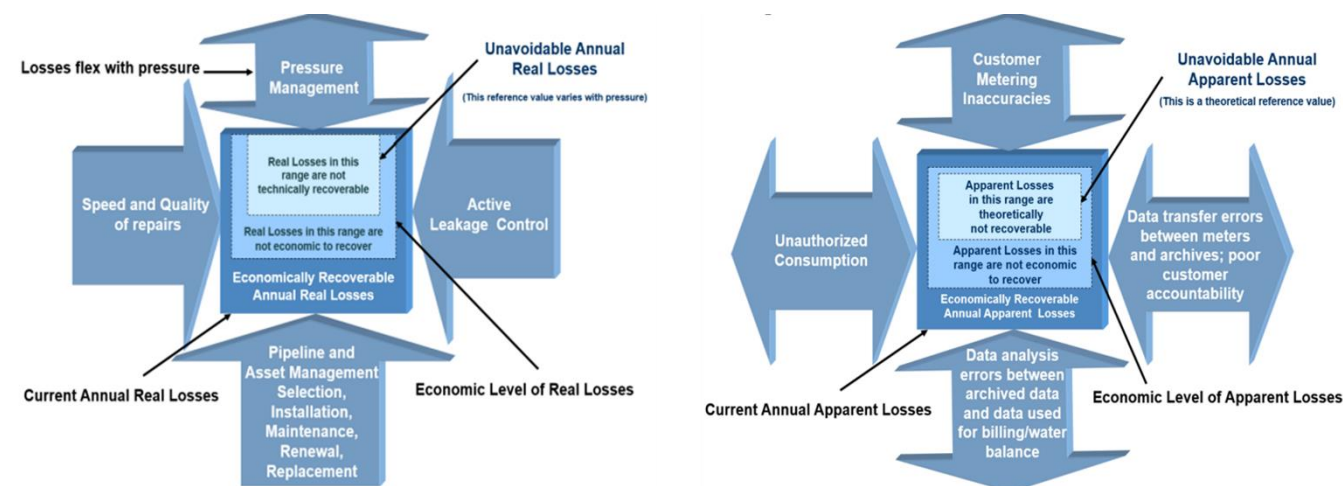 Losses flex with pressure
Pressure
Management
Unavoidable Annual
Real Losses
(This reference value varies with pressure)
Real Losses in this
range are not
technically recoverable
Speed and Quality
of repairs
Active
Leakage Control
Real Losses in this range are
not economic to recover
Economically Recoverable
Annual Real Losses
Pipeline and
Asset Management
Selection,
Installation,
Maintenance,
Renewal,
Replacement
Current Annual Real Losses
Economic Level of Real Losses
Customer
Metering
Inaccuracies
Unavoidable Annual
Apparent Losses
(This is a theoretical reference value)
Apparent Losses
in this range are
theoretically
not recoverable
Unauthorized
Consumption
Data transfer errors
between meters
and archives; poor
customer
accountability
Apparent Losses in this
range are not economic
to recover
Economically Recoverable
Annual Apparent Losses
Data analysis
errors between
archived data
and data used
for billing/water
balance
Current Annual Apparent Losses
Economic Level of Apparent Losses